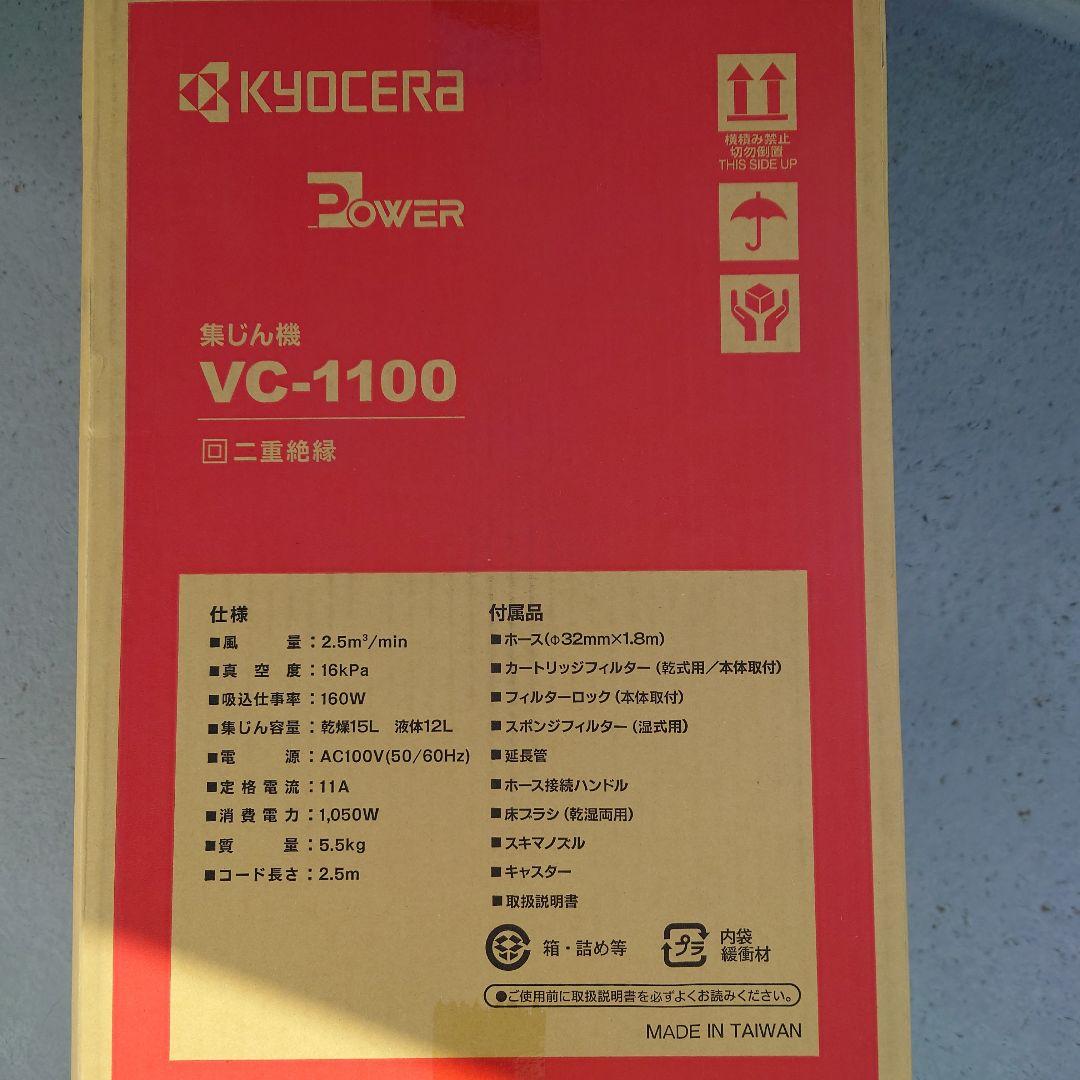 KYOCERA
POWER
横積み禁止
切勿倒置
THIS SIDE UP
集じん機
VC-1100
二重絶縁
仕様
■風量：2.5m³/min
■真空度：16kPa
■吸込仕事率：160W
■集じん容量：乾燥15L 液体12L
■電源：AC100V(50/60Hz)
■定格電流：11A
■消費電力：1,050W
■質量：5.5kg
■コード長さ：2.5m
付属品
■ホース(Φ32mm×1.8m)
■カートリッジフィルター（乾式用／本体取付）
■フィルターロック（本体取付）
■スポンジフィルター（湿式用）
■延長管
■ホース接続ハンドル
■床ブラシ（乾湿両用）
■スキマノズル
■キャスター
■取扱説明書
箱・詰め等
プラ
内袋
緩衝材
●ご使用前に取扱説明書を必ずよくお読みください。
MADE IN TAIWAN